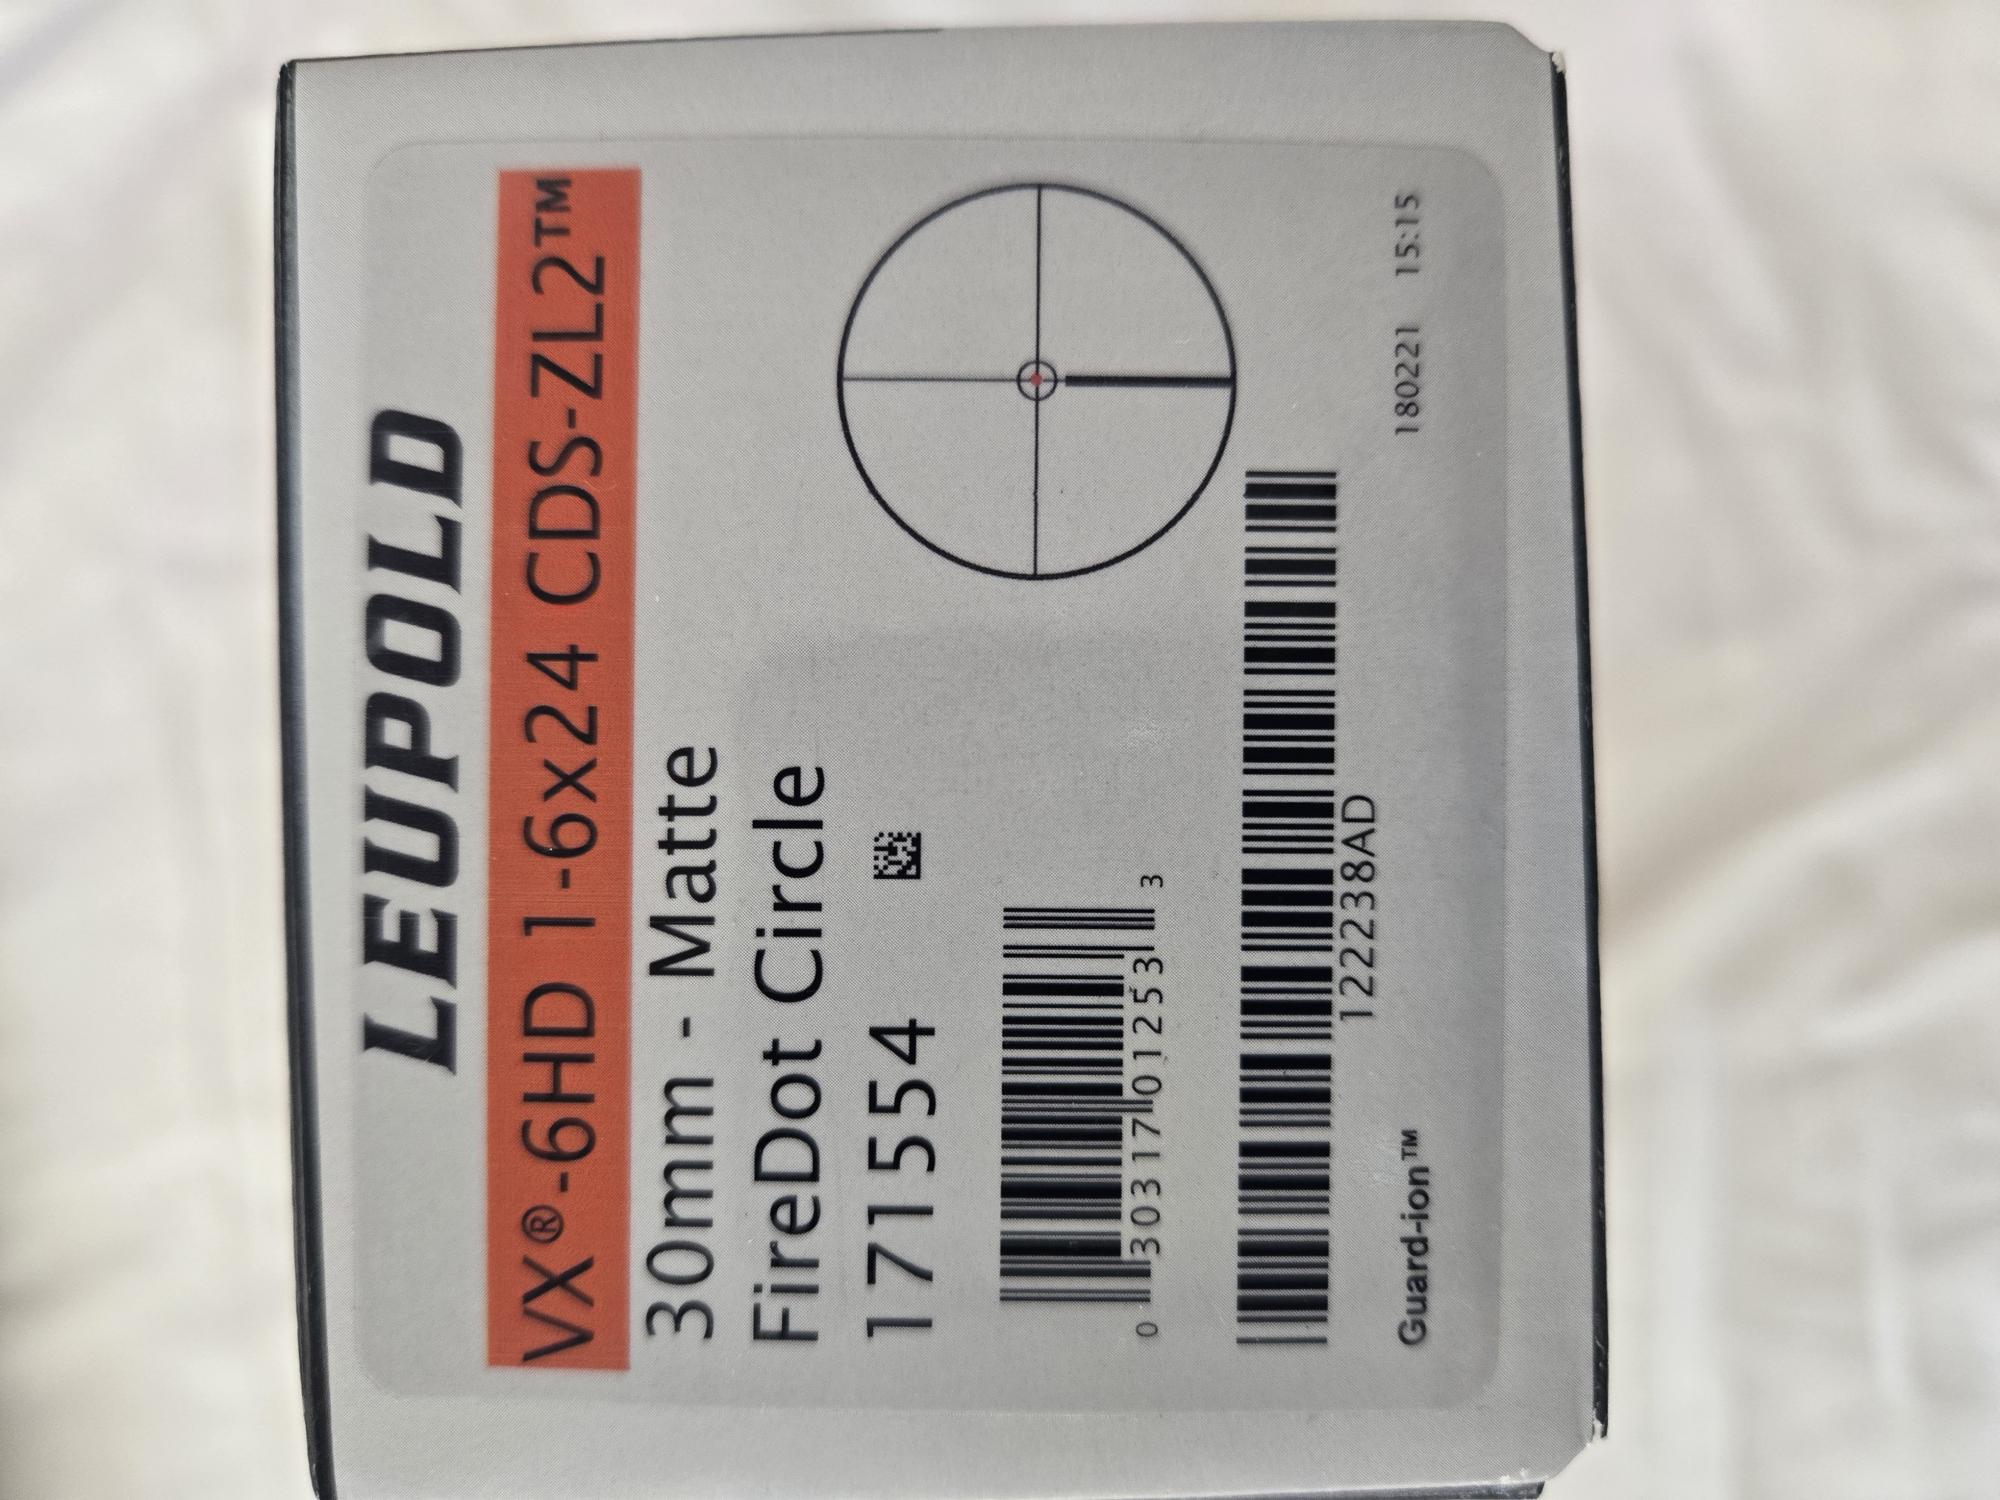 LEUPOLD
VX®-6HD 1-6x24 CDS-ZL2™
30mm - Matte
FireDot Circle
171554
0 30317 01253 3
122238AD
Guard-ion™ 180221 15:15